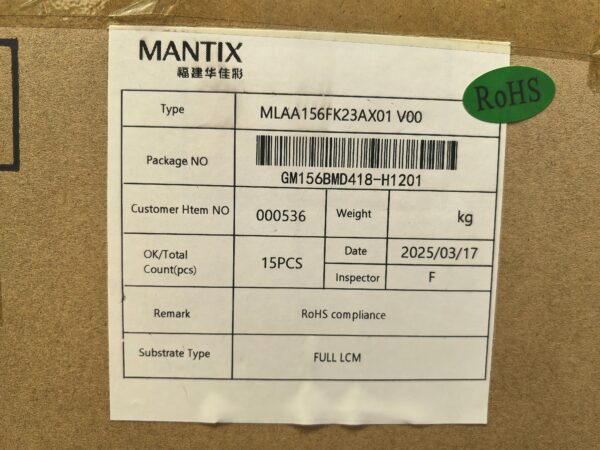 MANTIX
福建华佳彩
RoHS
Type MLAA156FK23AX01 V00
Package NO
GM156BMD418-H1201
Customer Htem NO 000536 Weight kg
OK/Total Count(pcs) 15PCS Date 2025/03/17
Inspector F
Remark RoHS compliance
Substrate Type FULL LCM